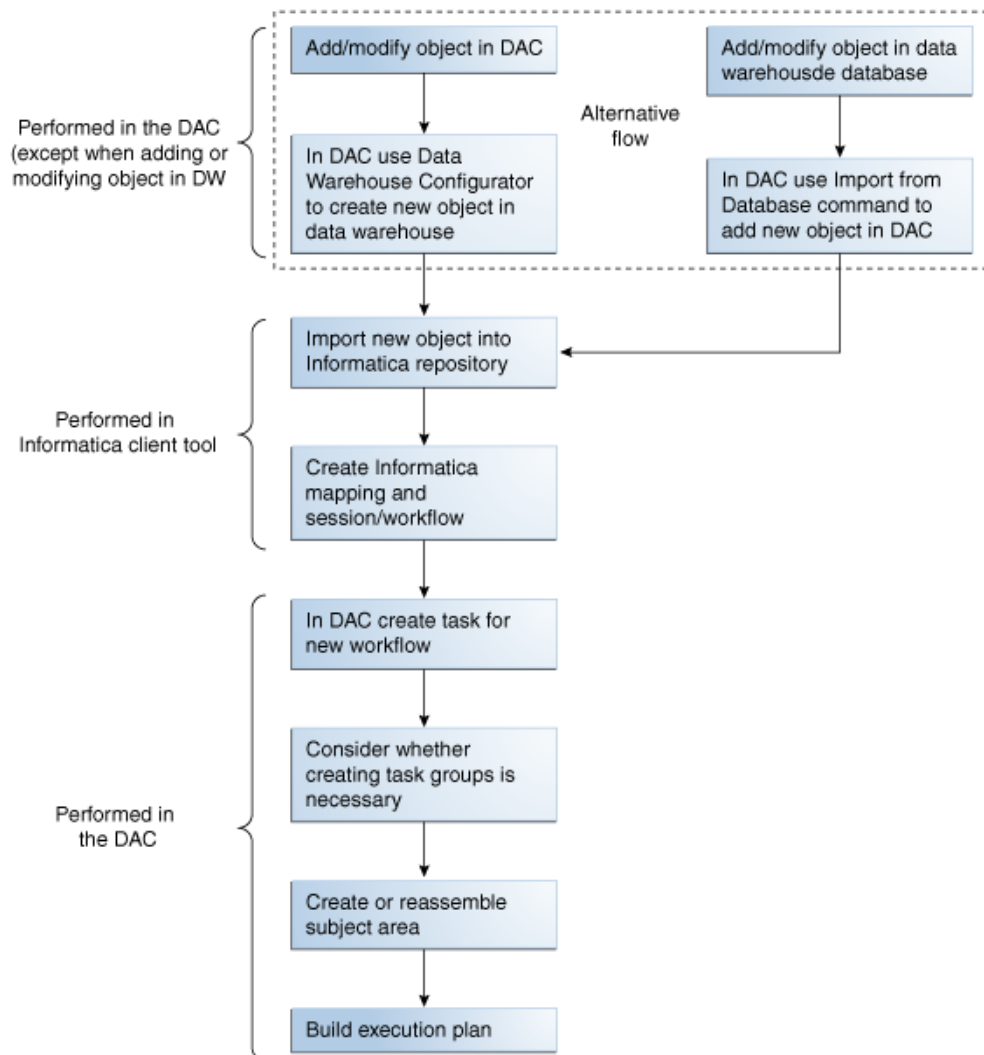 Add/modify object in DAC
Add/modify object in data
warehousde database
Performed in the DAC
(except when adding or
modifying object in DW
Alternative
flow
In DAC use Data
Warehouse Configurator
to create new object in
data warehouse
In DAC use Import from
Database command to
add new object in DAC
Import new object into
Informatica repository
Performed in
Informatica client tool
Create Informatica
mapping and
session/workflow
In DAC create task for
new workflow
Consider whether
creating task groups is
necessary
Performed in
the DAC
Create or reassemble
subject area
Build execution plan